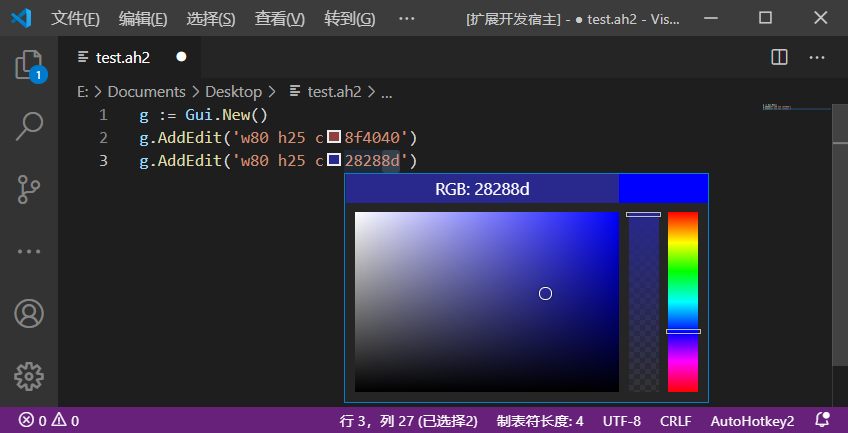 文件(F) 编辑(E) 选择(S) 查看(V) 转到(G) ··· [扩展开发宿主] - ● test.ah2 - Vis...
test.ah2 ●
E: > Documents > Desktop > test.ah2 > ...
1 g := Gui.New()
2 g.AddEdit('w80 h25 c8f4040')
3 g.AddEdit('w80 h25 c28288d')
RGB: 28288d
1
0 0 行 3，列 27 (已选择2) 制表符长度: 4 UTF-8 CRLF AutoHotkey2